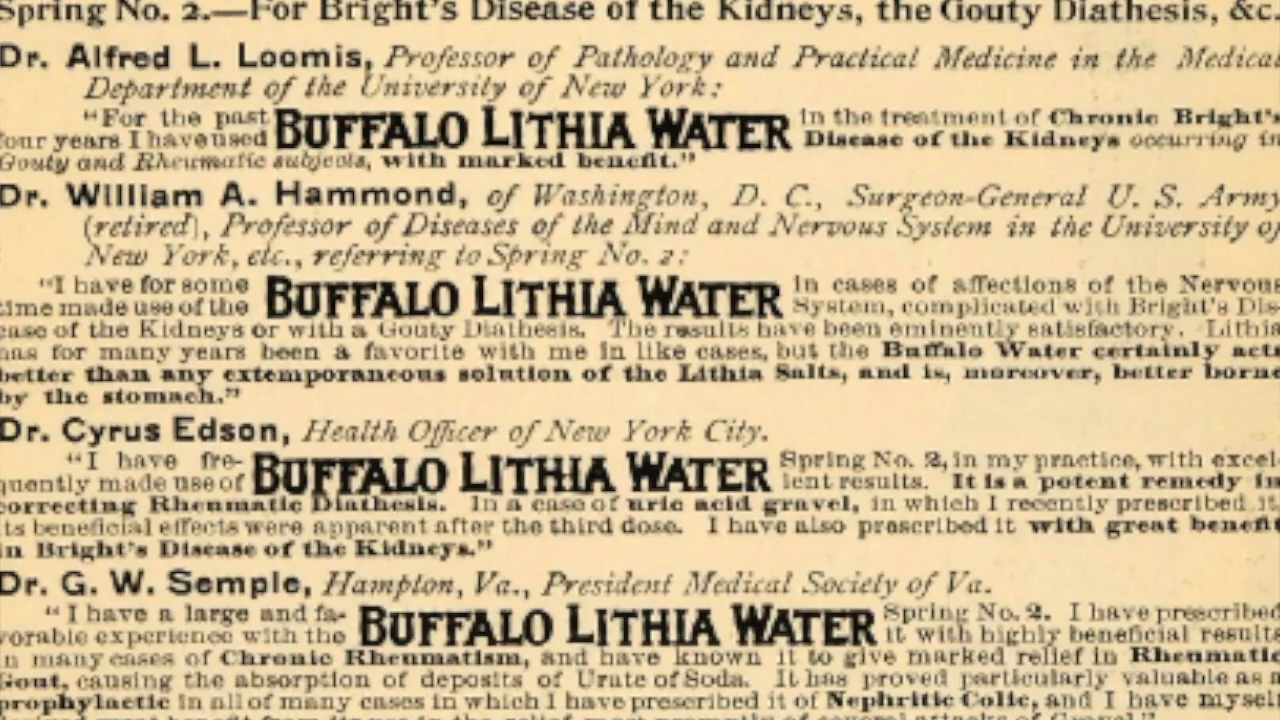 Spring No. 2.—For Bright's Disease of the Kidneys, the Gouty Diathesis, &c.
Dr. Alfred L. Loomis, Professor of Pathology and Practical Medicine in the Medical
Department of the University of New York:
"For the past BUFFALO LITHIA WATER in the treatment of Chronic Bright's
four years I have used Disease of the Kidneys occurring in
Gouty and Rheumatic subjects, with marked benefit."
Dr. William A. Hammond, of Washington, D. C., Surgeon-General U. S. Army
(retired), Professor of Diseases of the Mind and Nervous System in the University of
New York, etc., referring to Spring No. 2:
"I have for some BUFFALO LITHIA WATER in cases of affections of the Nervous
time made use of the System, complicated with Bright's Dis-
ease of the Kidneys or with a Gouty Diathesis. The results have been eminently satisfactory. Lithia
has for many years been a favorite with me in like cases, but the Buffalo Water certainly acts
better than any extemporaneous solution of the Lithia Salts, and is, moreover, better borne
by the stomach."
Dr. Cyrus Edson, Health Officer of New York City.
"I have fre- BUFFALO LITHIA WATER Spring No. 2, in my practice, with excel-
quently made use of lent results. It is a potent remedy in
correcting Rheumatic Diathesis. In a case of uric acid gravel, in which I recently prescribed it,
its beneficial effects were apparent after the third dose. I have also prescribed it with great benefit
in Bright's Disease of the Kidneys."
Dr. G. W. Semple, Hampton, Va., President Medical Society of Va.
"I have a large and fa- BUFFALO LITHIA WATER Spring No. 2. I have prescribed
vorable experience with the it with highly beneficial results
in many cases of Chronic Rheumatism, and have known it to give marked relief in Rheumatic
Gout, causing the absorption of deposits of Urate of Soda. It has proved particularly valuable as a
prophylactic in all of many cases in which I have prescribed it of Nephritic Colic, and I have myself